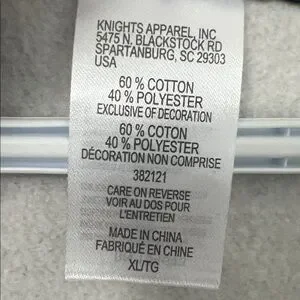 KNIGHTS APPAREL, INC
5475 N. BLACKSTOCK RD
SPARTANBURG, SC 29303
USA
60 % COTTON
40 % POLYESTER
EXCLUSIVE OF DECORATION
60 % COTON
40 % POLYESTER
DÉCORATION NON COMPRISE
382121
CARE ON REVERSE
VOIR AU DOS POUR
L'ENTRETIEN
MADE IN CHINA
FABRIQUÉ EN CHINE
XL/TG